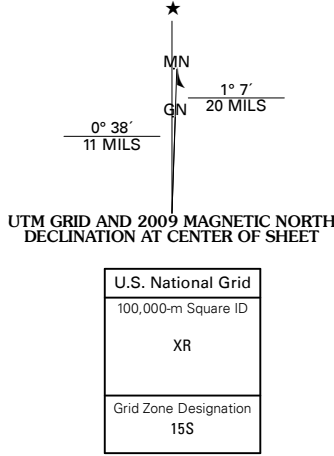 ★
MN
1° 7´
GN
20 MILS
0° 38´
11 MILS
UTM GRID AND 2009 MAGNETIC NORTH
DECLINATION AT CENTER OF SHEET
U.S. National Grid
100,000-m Square ID
XR
Grid Zone Designation
15S